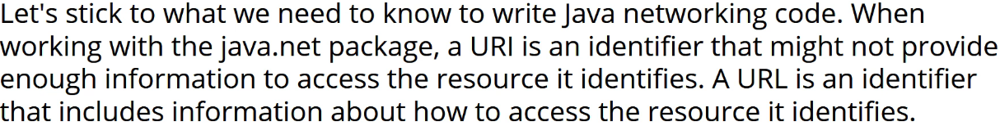 Let's stick to what we need to know to write Java networking code. When
working with the java.net package, a URI is an identifier that might not provide
enough information to access the resource it identifies. A URL is an identifier
that includes information about how to access the resource it identifies.